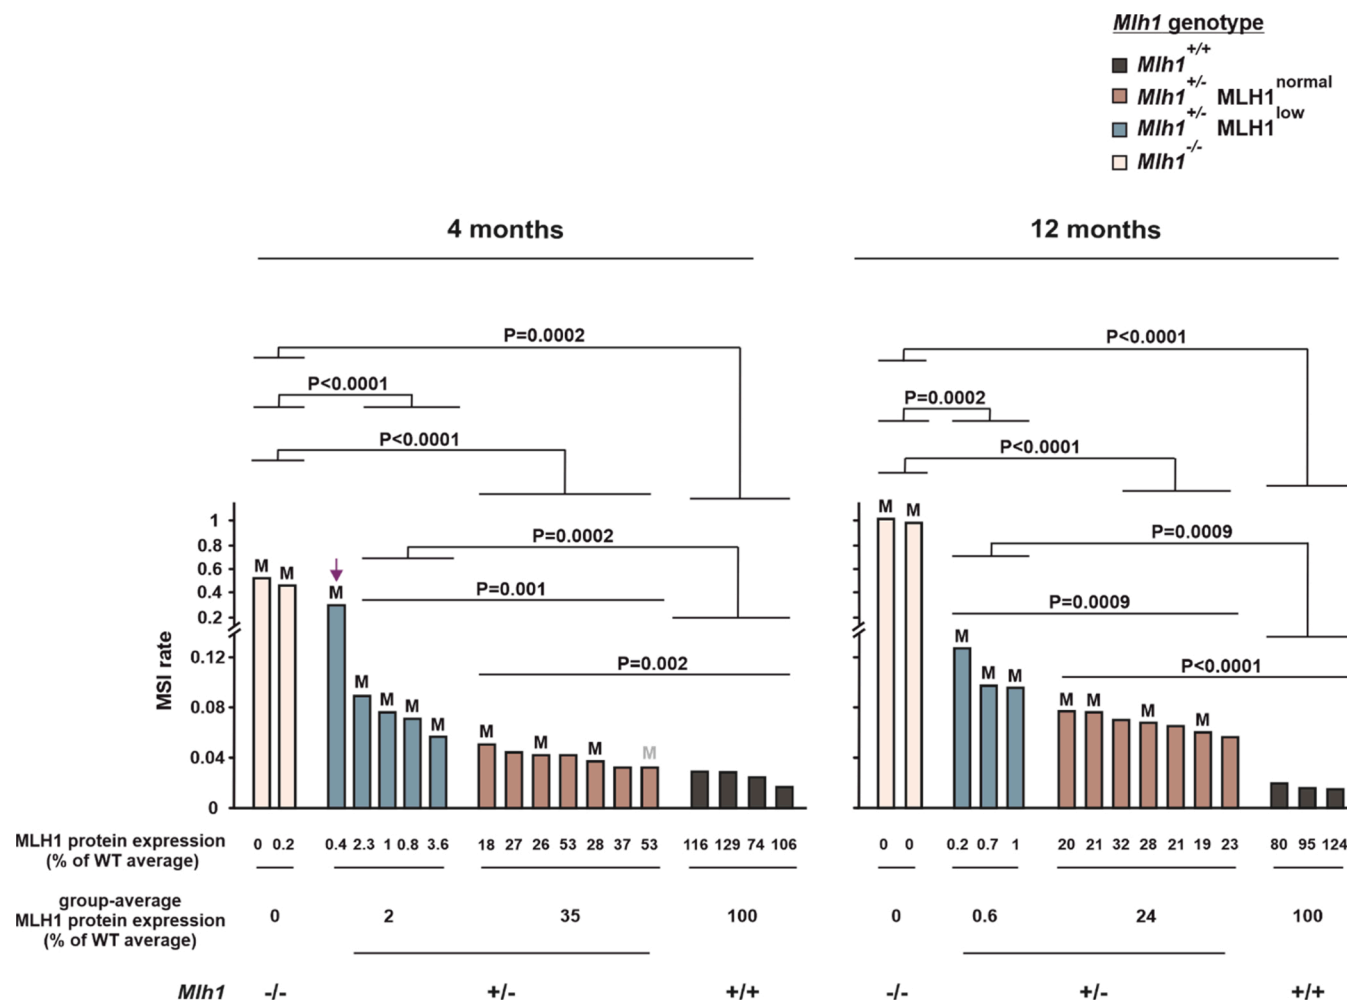 Mlh1 genotype
Mlh1+/+
Mlh1+/- MLH1normal
Mlh1+/- MLH1low
Mlh1-/-
4 months
12 months
P=0.0002
P<0.0001
P<0.0001
P=0.0002
P=0.001
P=0.002
P<0.0001
P=0.0002
P<0.0001
P=0.0009
P=0.0009
P<0.0001
MSI rate
1
0.8
0.6
0.4
0.2
0.12
0.08
0.04
0
M M M M M M M M M M M
M M M M M M M M M
MLH1 protein expression
(% of WT average)
0 0.2 0.4 2.3 1 0.8 3.6 18 27 26 53 28 37 53 116 129 74 106
0 0 0.2 0.7 1 20 21 32 28 21 19 23 80 95 124
group-average
MLH1 protein expression
(% of WT average)
0 2 35 100
0 0.6 24 100
Mlh1 -/- +/- +/+ -/- +/- +/+